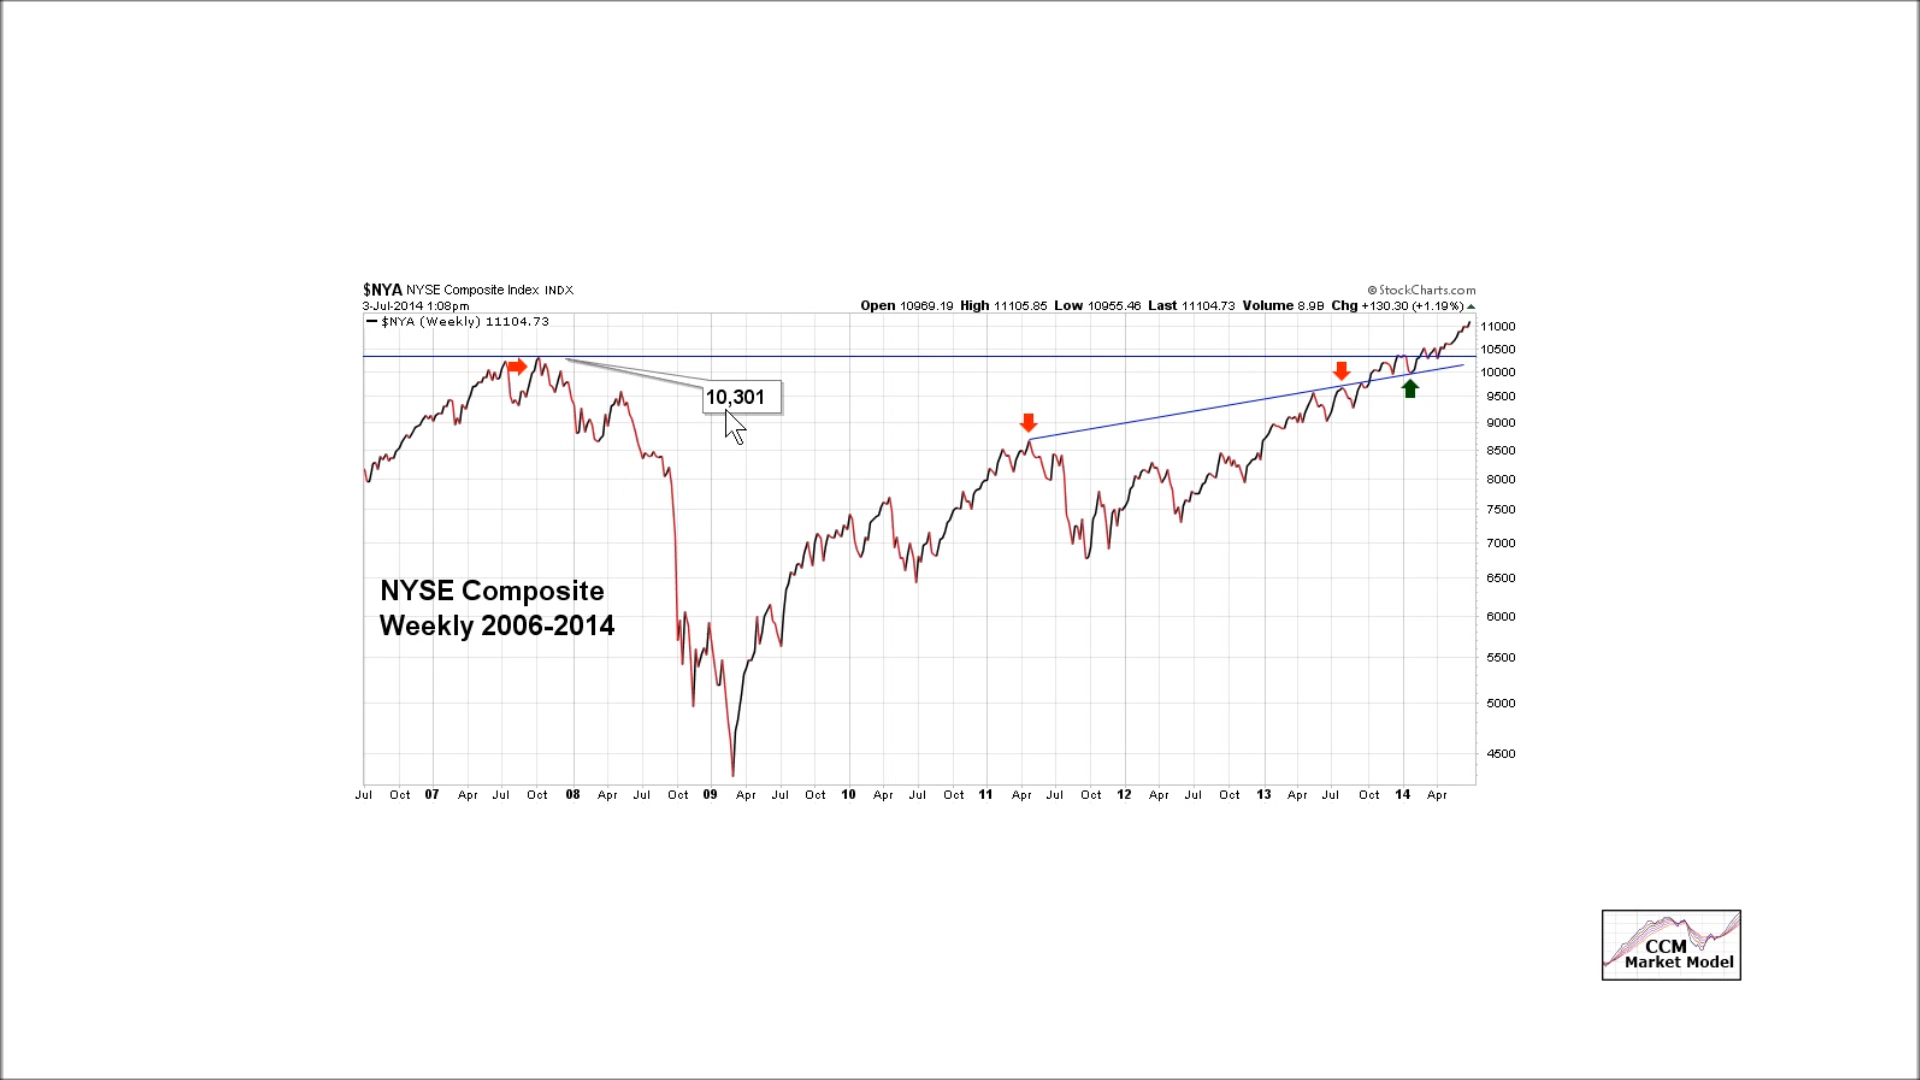 $NYA NYSE Composite Index INDX
© StockCharts.com
3-Jul-2014 1:08pm
Open 10969.19 High 11105.85 Low 10955.46 Last 11104.73 Volume 8.9B Chg +130.30 (+1.19%)
$NYA (Weekly) 11104.73
11000
10500
10000
9500
9000
8500
8000
7500
7000
6500
6000
5500
5000
4500
10,301
NYSE Composite
Weekly 2006-2014
Jul Oct 07 Apr Jul Oct 08 Apr Jul Oct 09 Apr Jul Oct 10 Apr Jul Oct 11 Apr Jul Oct 12 Apr Jul Oct 13 Apr Jul Oct 14 Apr
CCM
Market Model